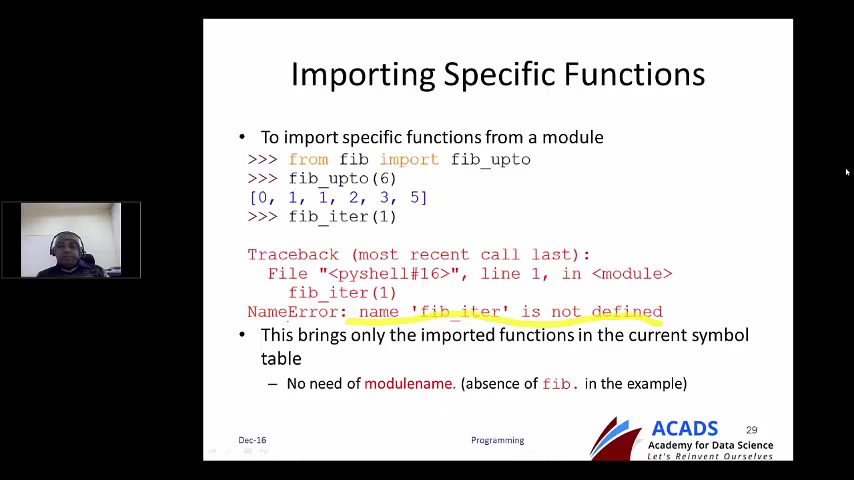 Importing Specific Functions
• To import specific functions from a module
>>> from fib import fib_upto
>>> fib_upto(6)
[0, 1, 1, 2, 3, 5]
>>> fib_iter(1)
Traceback (most recent call last):
File "<pyshell#16>", line 1, in <module>
fib_iter(1)
NameError: name 'fib_iter' is not defined
• This brings only the imported functions in the current symbol
table
– No need of modulename. (absence of fib. in the example)
Dec-16
Programming
29
ACADS
Academy for Data Science
Let's Reinvent Ourselves